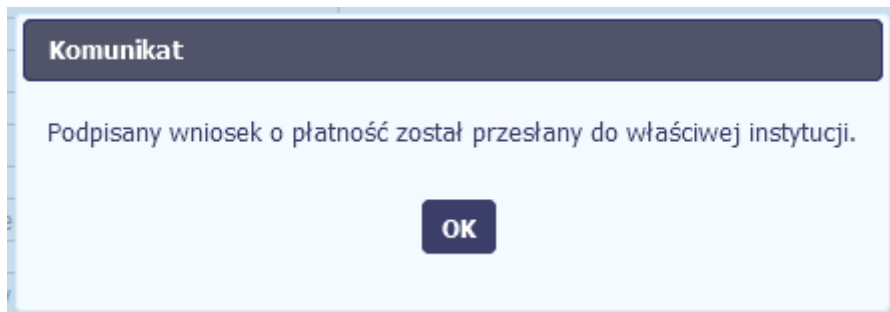 Komunikat
Podpisany wniosek o płatność został przesłany do właściwej instytucji.
OK